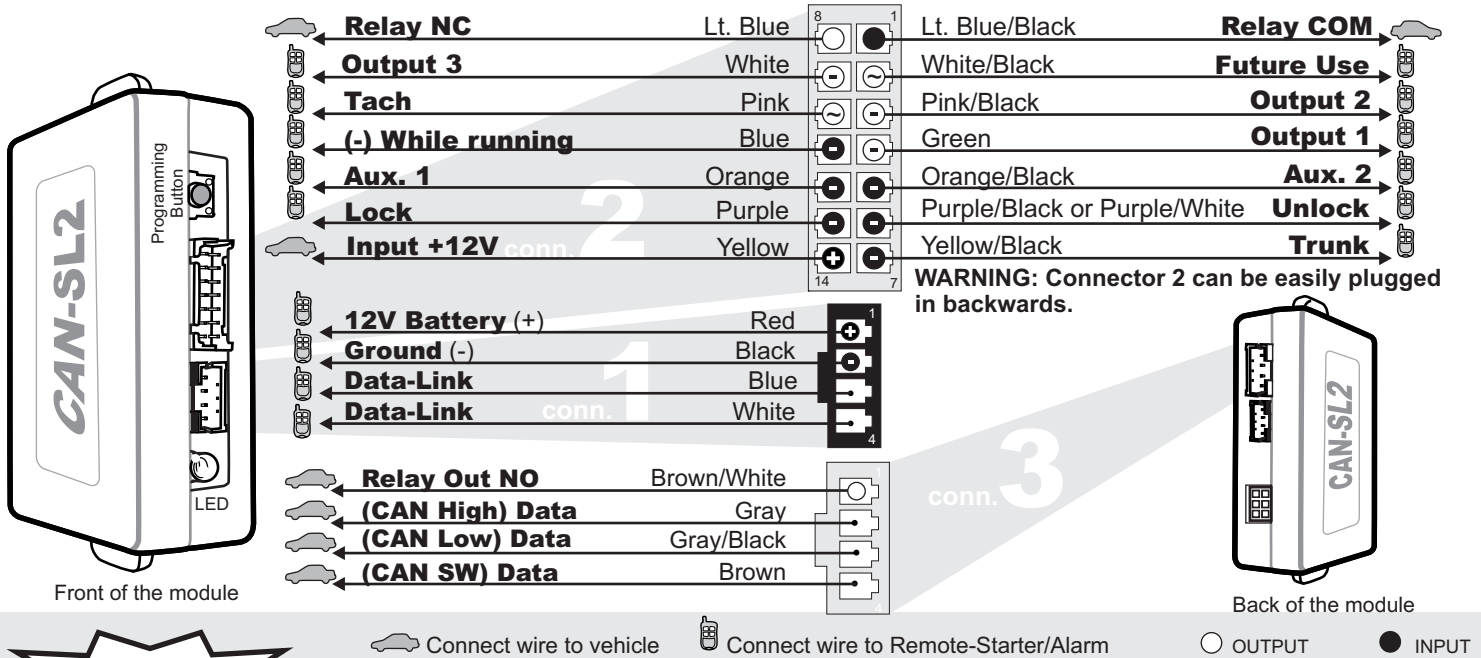 Relay NC Lt. Blue 8 1 Lt. Blue/Black Relay COM
Output 3 White White/Black Future Use
Tach Pink Pink/Black Output 2
(-) While running Blue Green Output 1
Aux. 1 Orange Orange/Black Aux. 2
Lock Purple Purple/Black or Purple/White Unlock
Input +12V Yellow Yellow/Black Trunk
conn. 2
14 7
WARNING: Connector 2 can be easily plugged
in backwards.
Programming
Button
CAN-SL2
LED
Front of the module
12V Battery (+) Red 1
Ground (-) Black
Data-Link Blue
Data-Link White
4
conn. 1
Relay Out NO Brown/White 1
(CAN High) Data Gray
(CAN Low) Data Gray/Black
(CAN SW) Data Brown
4
conn. 3
CAN-SL2
Back of the module
Connect wire to vehicle Connect wire to Remote-Starter/Alarm OUTPUT INPUT